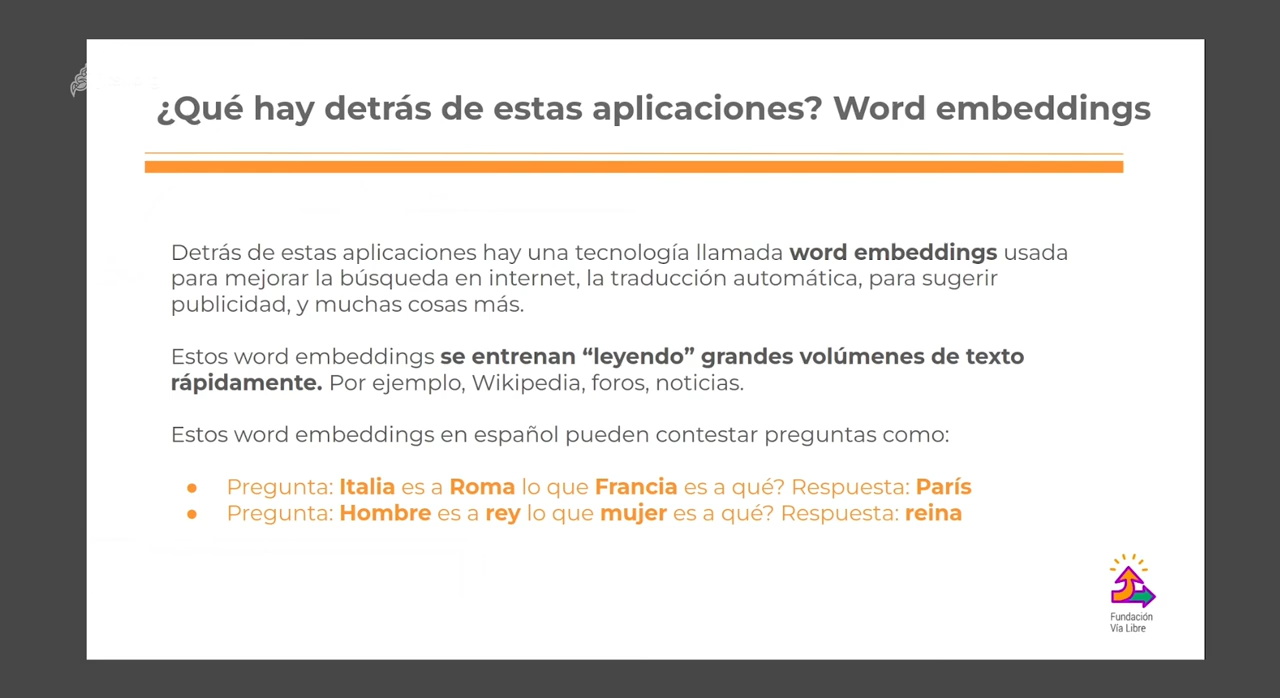 ¿Qué hay detrás de estas aplicaciones? Word embeddings
Detrás de estas aplicaciones hay una tecnología llamada word embeddings usada
para mejorar la búsqueda en internet, la traducción automática, para sugerir
publicidad, y muchas cosas más.
Estos word embeddings se entrenan “leyendo” grandes volúmenes de texto
rápidamente. Por ejemplo, Wikipedia, foros, noticias.
Estos word embeddings en español pueden contestar preguntas como:
● Pregunta: Italia es a Roma lo que Francia es a qué? Respuesta: París
● Pregunta: Hombre es a rey lo que mujer es a qué? Respuesta: reina
Fundación
Vía Libre